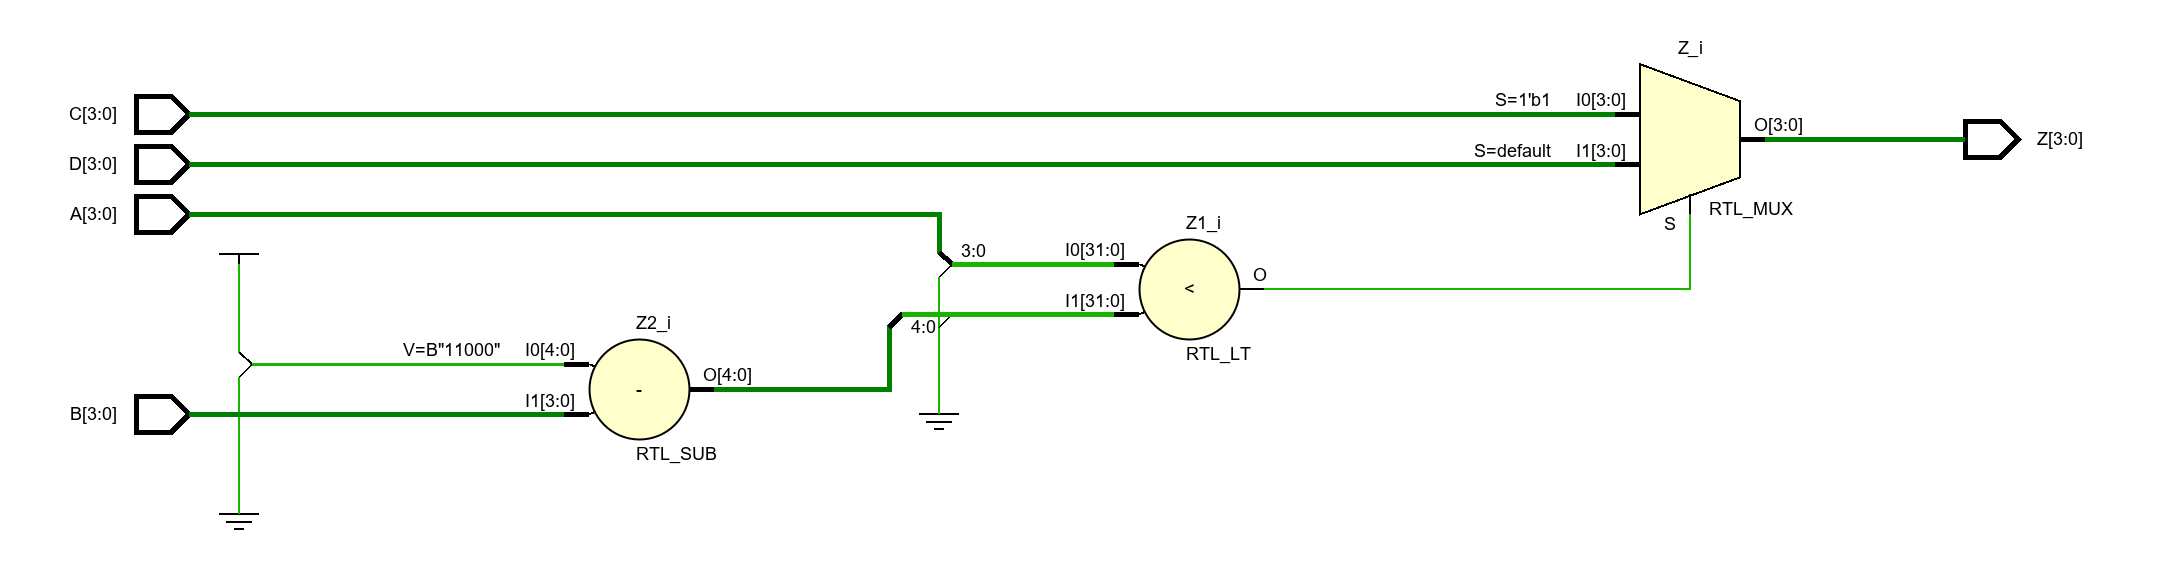 Z_i
C[3:0]
S=1'b1 I0[3:0]
O[3:0]
Z[3:0]
D[3:0]
S=default I1[3:0]
A[3:0]
RTL_MUX
S
Z1_i
3:0
I0[31:0]
<
O
I1[31:0]
4:0
RTL_LT
Z2_i
V=B"11000" I0[4:0]
-
O[4:0]
B[3:0]
I1[3:0]
RTL_SUB